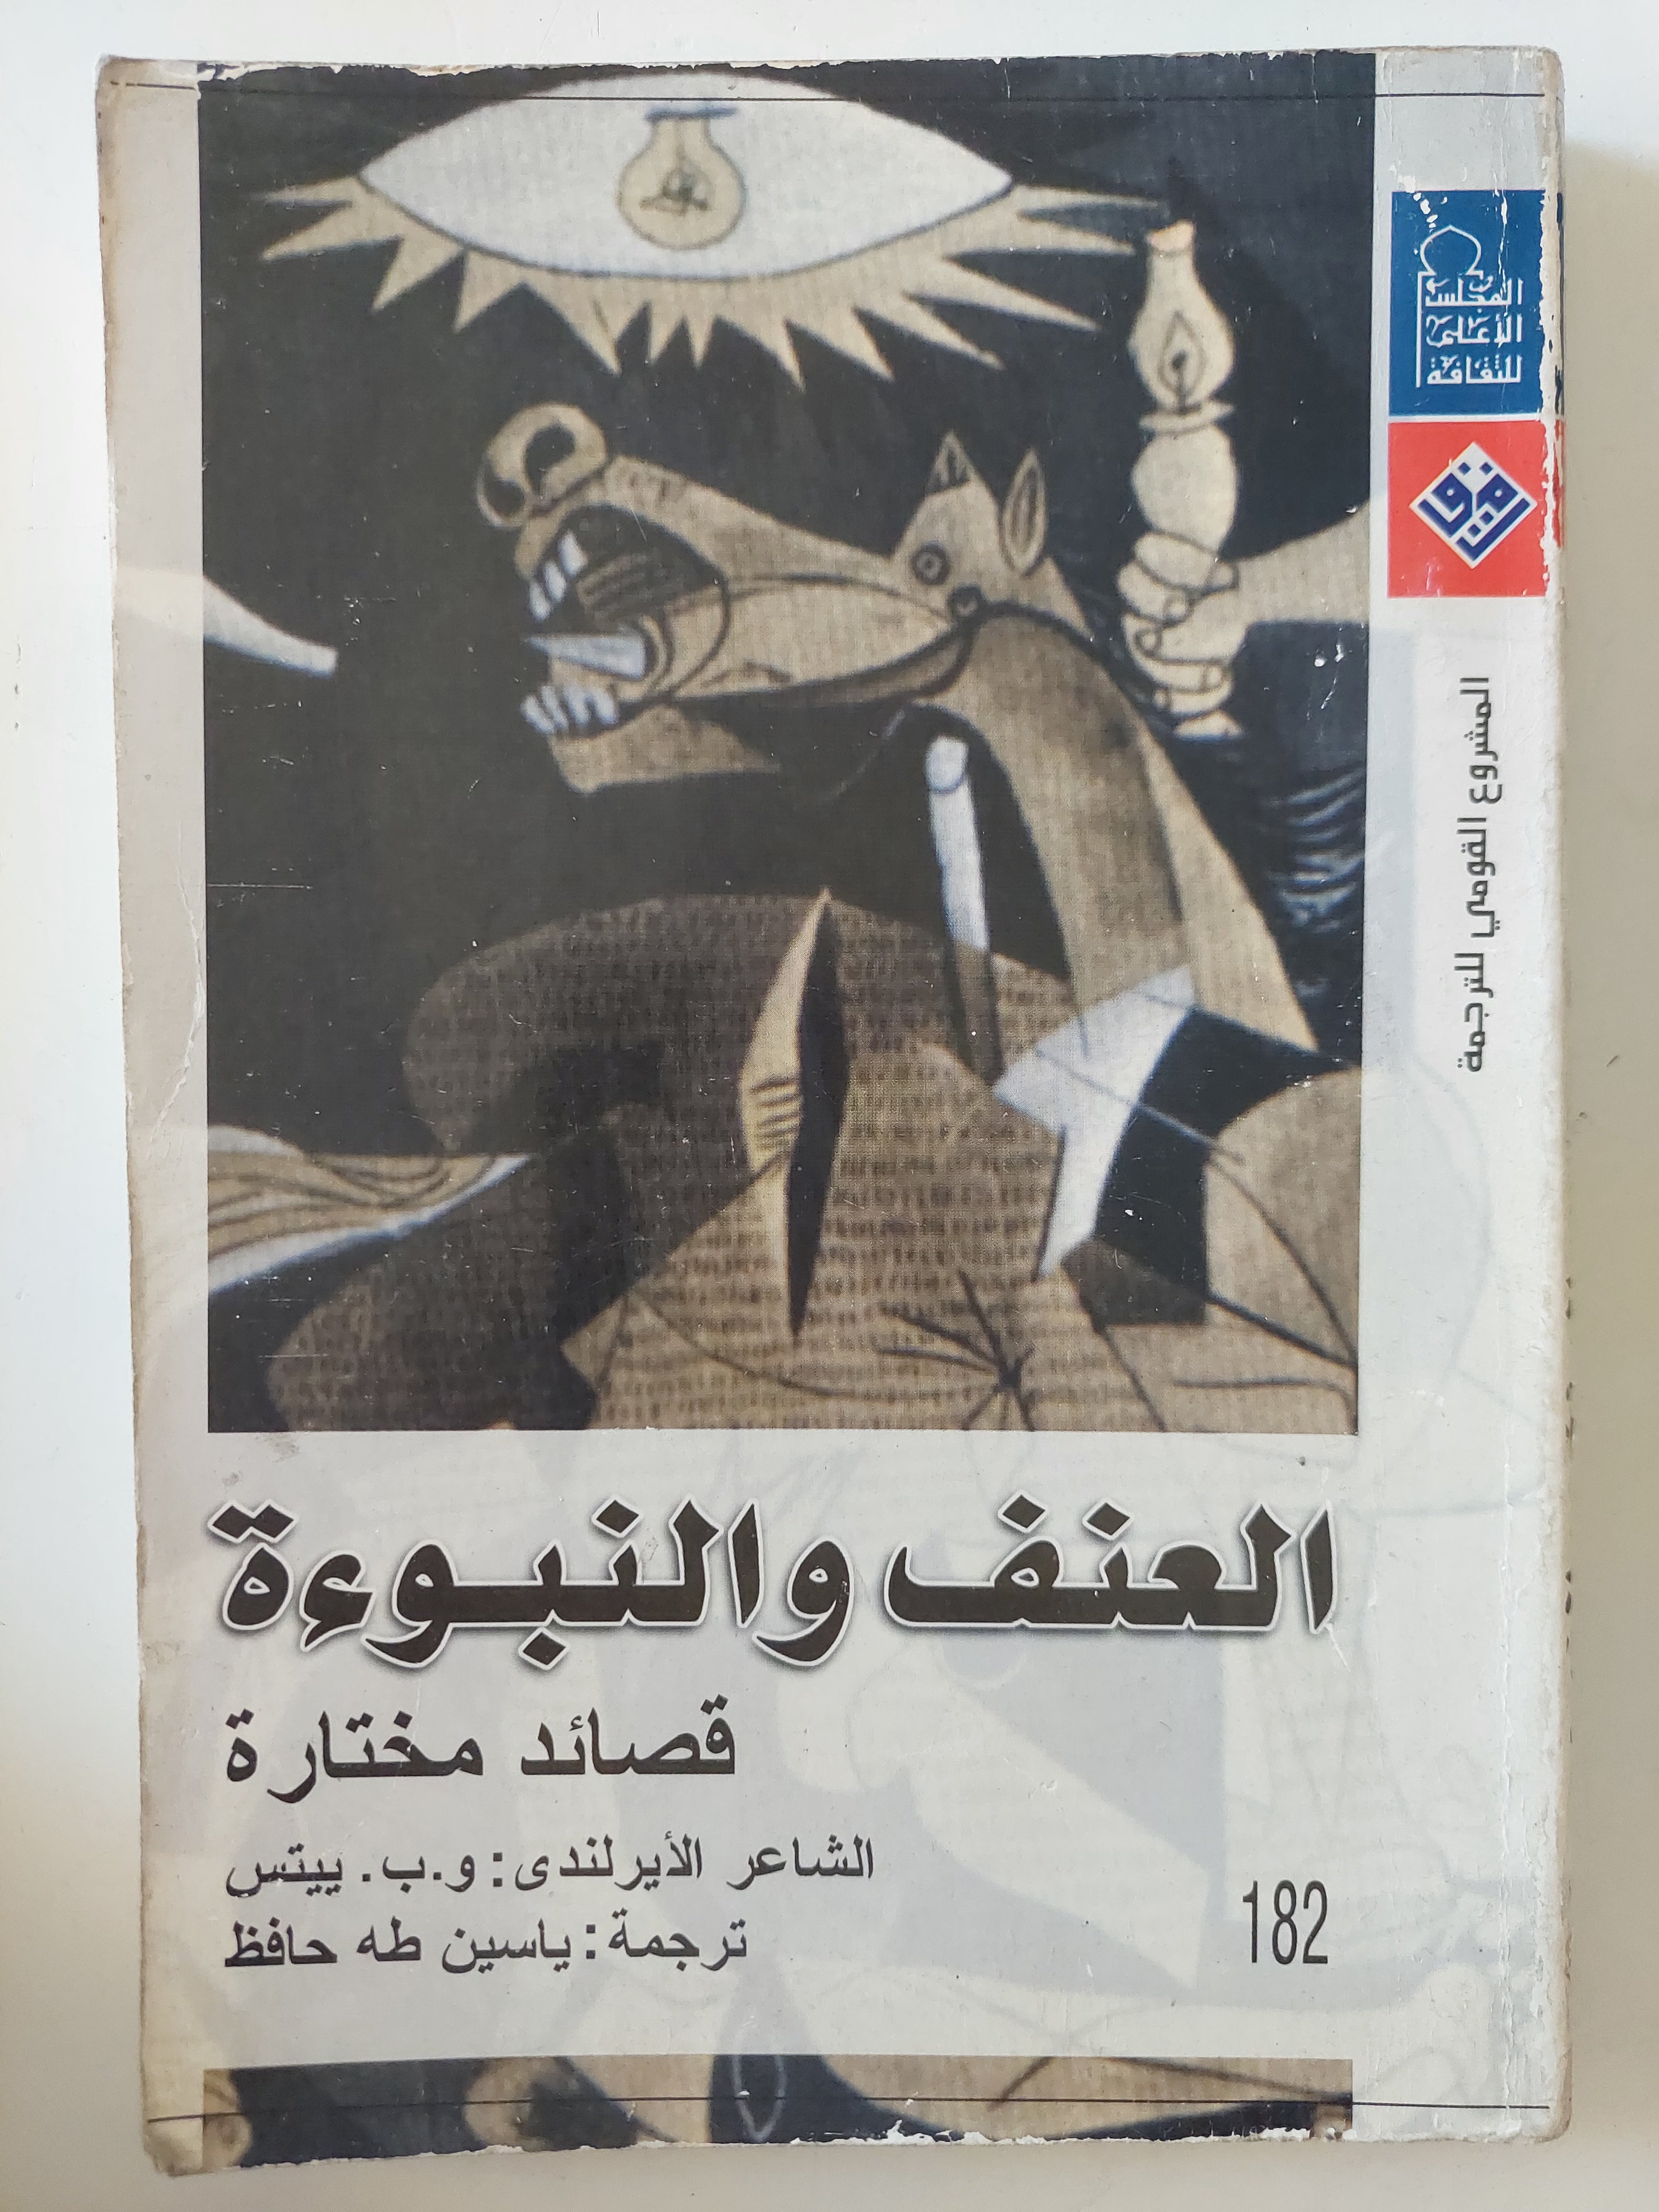 المجلس
الأعلى
للثقافة
المشروع القومي للترجمة
العنف والنبوءة
قصائد مختارة
الشاعر الأيرلندى: و.ب. ييتس
ترجمة: ياسين طه حافظ
182